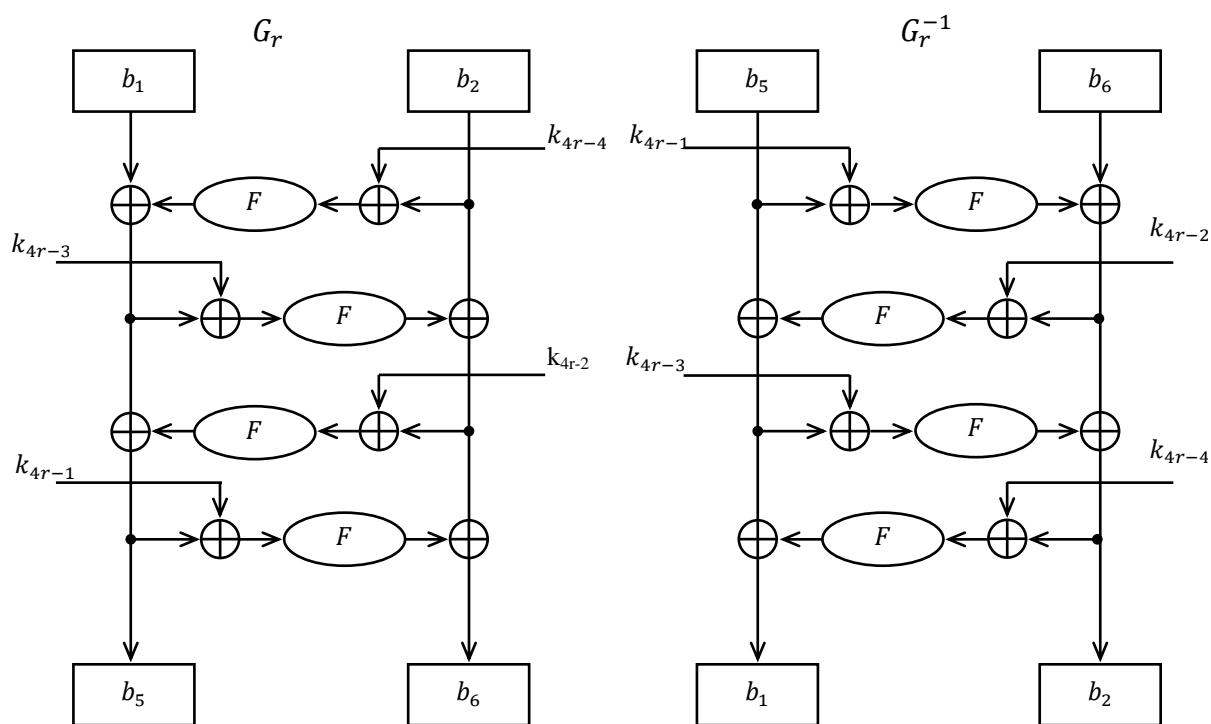 G_r G_r^{-1}
b_1 b_2 b_5 b_6
k_{4r-4} k_{4r-1}
F F
k_{4r-3} k_{4r-2}
F F
k_{4r-2} k_{4r-3}
F F
k_{4r-1} k_{4r-4}
F F
b_5 b_6 b_1 b_2